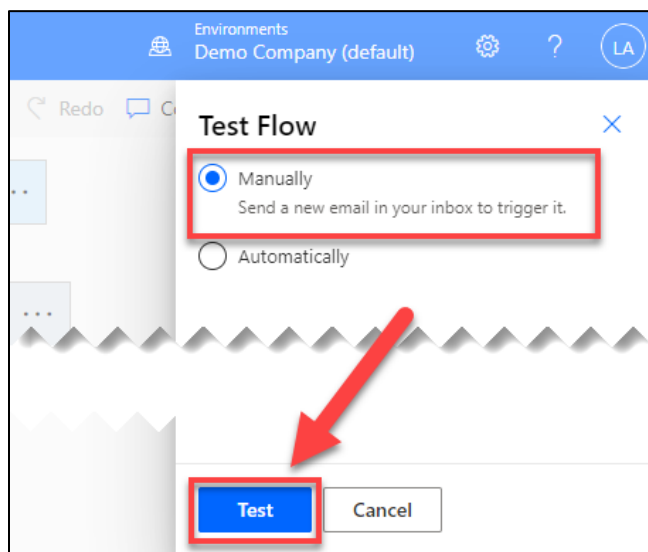 Environments
Demo Company (default)
?
LA
Redo
Test Flow
Manually
Send a new email in your inbox to trigger it.
Automatically
Test
Cancel